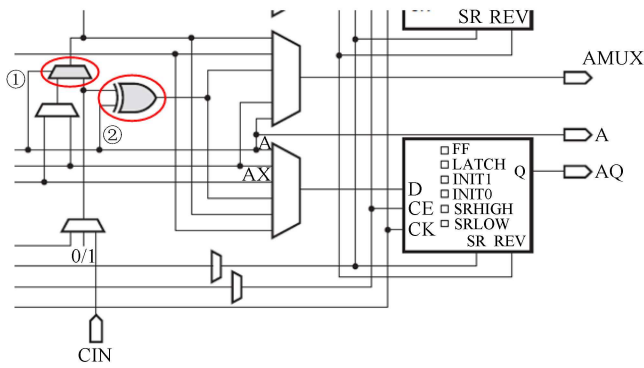 SR REV
AMUX
①
②
A
A
FF
LATCH
Q
AQ
INIT1
AX
D
INIT0
CE
SRHIGH
CK
SRLOW
SR REV
0/1
CIN